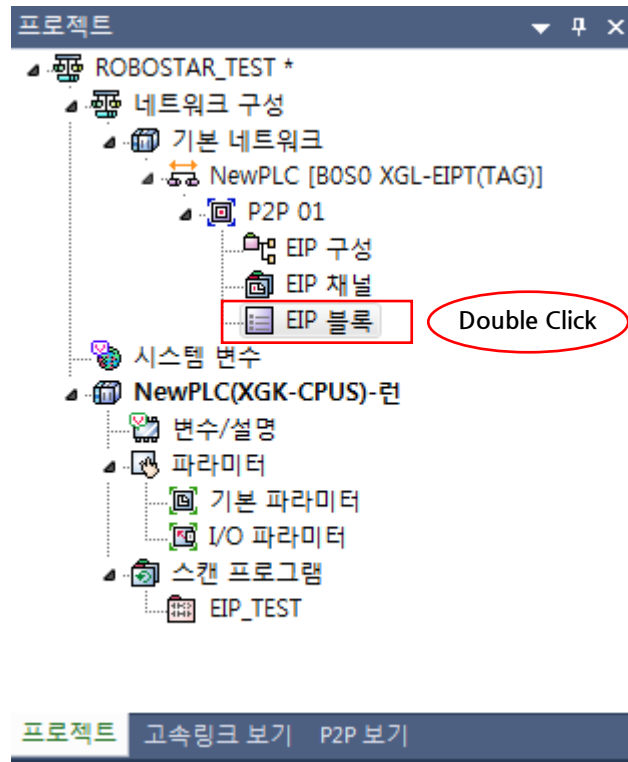 프로젝트
ROBOSTAR_TEST *
네트워크 구성
기본 네트워크
NewPLC [B0S0 XGL-EIPT(TAG)]
P2P 01
EIP 구성
EIP 채널
EIP 블록 Double Click
시스템 변수
NewPLC(XGK-CPUS)-런
변수/설명
파라미터
기본 파라미터
I/O 파라미터
스캔 프로그램
EIP_TEST
프로젝트 고속링크 보기 P2P 보기